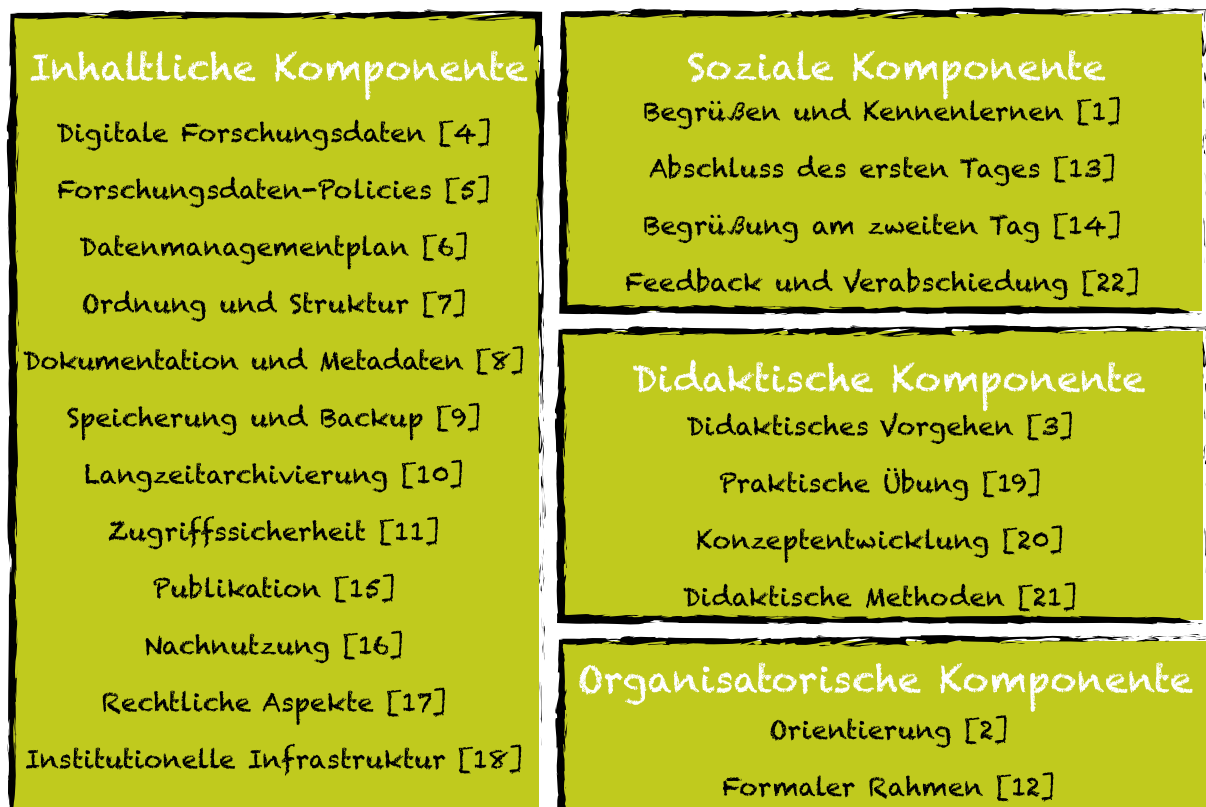 Inhaltliche Komponente
Digitale Forschungsdaten [4]
Forschungsdaten-Policies [5]
Datenmanagementplan [6]
Ordnung und Struktur [7]
Dokumentation und Metadaten [8]
Speicherung und Backup [9]
Langzeitarchivierung [10]
Zugriffssicherheit [11]
Publikation [15]
Nachnutzung [16]
Rechtliche Aspekte [17]
Institutionelle Infrastruktur [18]
Soziale Komponente
Begrüßen und Kennenlernen [1]
Abschluss des ersten Tages [13]
Begrüßung am zweiten Tag [14]
Feedback und Verabschiedung [22]
Didaktische Komponente
Didaktisches Vorgehen [3]
Praktische Übung [19]
Konzeptentwicklung [20]
Didaktische Methoden [21]
Organisatorische Komponente
Orientierung [2]
Formaler Rahmen [12]